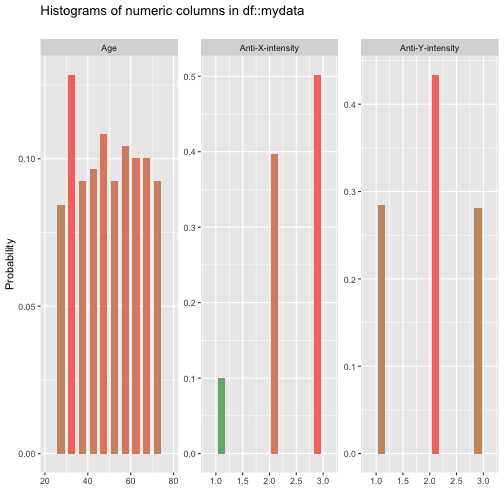 Histograms of numeric columns in df::mydata
Age
Anti-X-intensity
Anti-Y-intensity
Probability
0.10
0.05
0.00
20 40 60 80
0.5
0.4
0.3
0.2
0.1
0.0
1.0 1.5 2.0 2.5 3.0
0.4
0.3
0.2
0.1
0.0
1.0 1.5 2.0 2.5 3.0